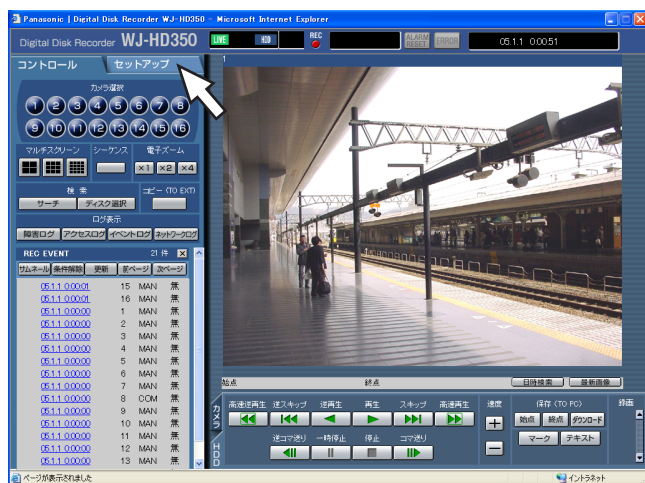 Panasonic | Digital Disk Recorder WJ-HD350 - Microsoft Internet Explorer
Digital Disk Recorder WJ-HD350
LIVE HDD REC ALARM RESET ERROR 05.1.1 0:00:51
コントロール セットアップ
1
カメラ選択
1 2 3 4 5 6 7 8
9 10 11 12 13 14 15 16
マルチスクリーン シーケンス 電子ズーム
×1 ×2 ×4
検 索 コピー (TO EXT)
サーチ ディスク選択
ログ表示
障害ログ アクセスログ イベントログ ネットワークログ
REC EVENT 21 件
サムネール 条件解除 更新 前ページ 次ページ
05.1.1 0:00:01 15 MAN 無
05.1.1 0:00:01 16 MAN 無
05.1.1 0:00:00 1 MAN 無
05.1.1 0:00:00 2 MAN 無
05.1.1 0:00:00 3 MAN 無
05.1.1 0:00:00 4 MAN 無
05.1.1 0:00:00 5 MAN 無
05.1.1 0:00:00 6 MAN 無
05.1.1 0:00:00 7 MAN 無
05.1.1 0:00:00 8 COM 無
05.1.1 0:00:00 9 MAN 無
05.1.1 0:00:00 10 MAN 無
05.1.1 0:00:00 11 MAN 無
05.1.1 0:00:00 12 MAN 無
05.1.1 0:00:00 13 MAN 無
始点 終点 日時検索 最新画像
カメラ
HDD
高速逆再生 逆スキップ 逆再生 再生 スキップ 高速再生 速度 保存 (TO PC) 録画
始点 終点 ダウンロード
逆コマ送り 一時停止 停止 コマ送り
マーク テキスト
ページが表示されました イントラネット